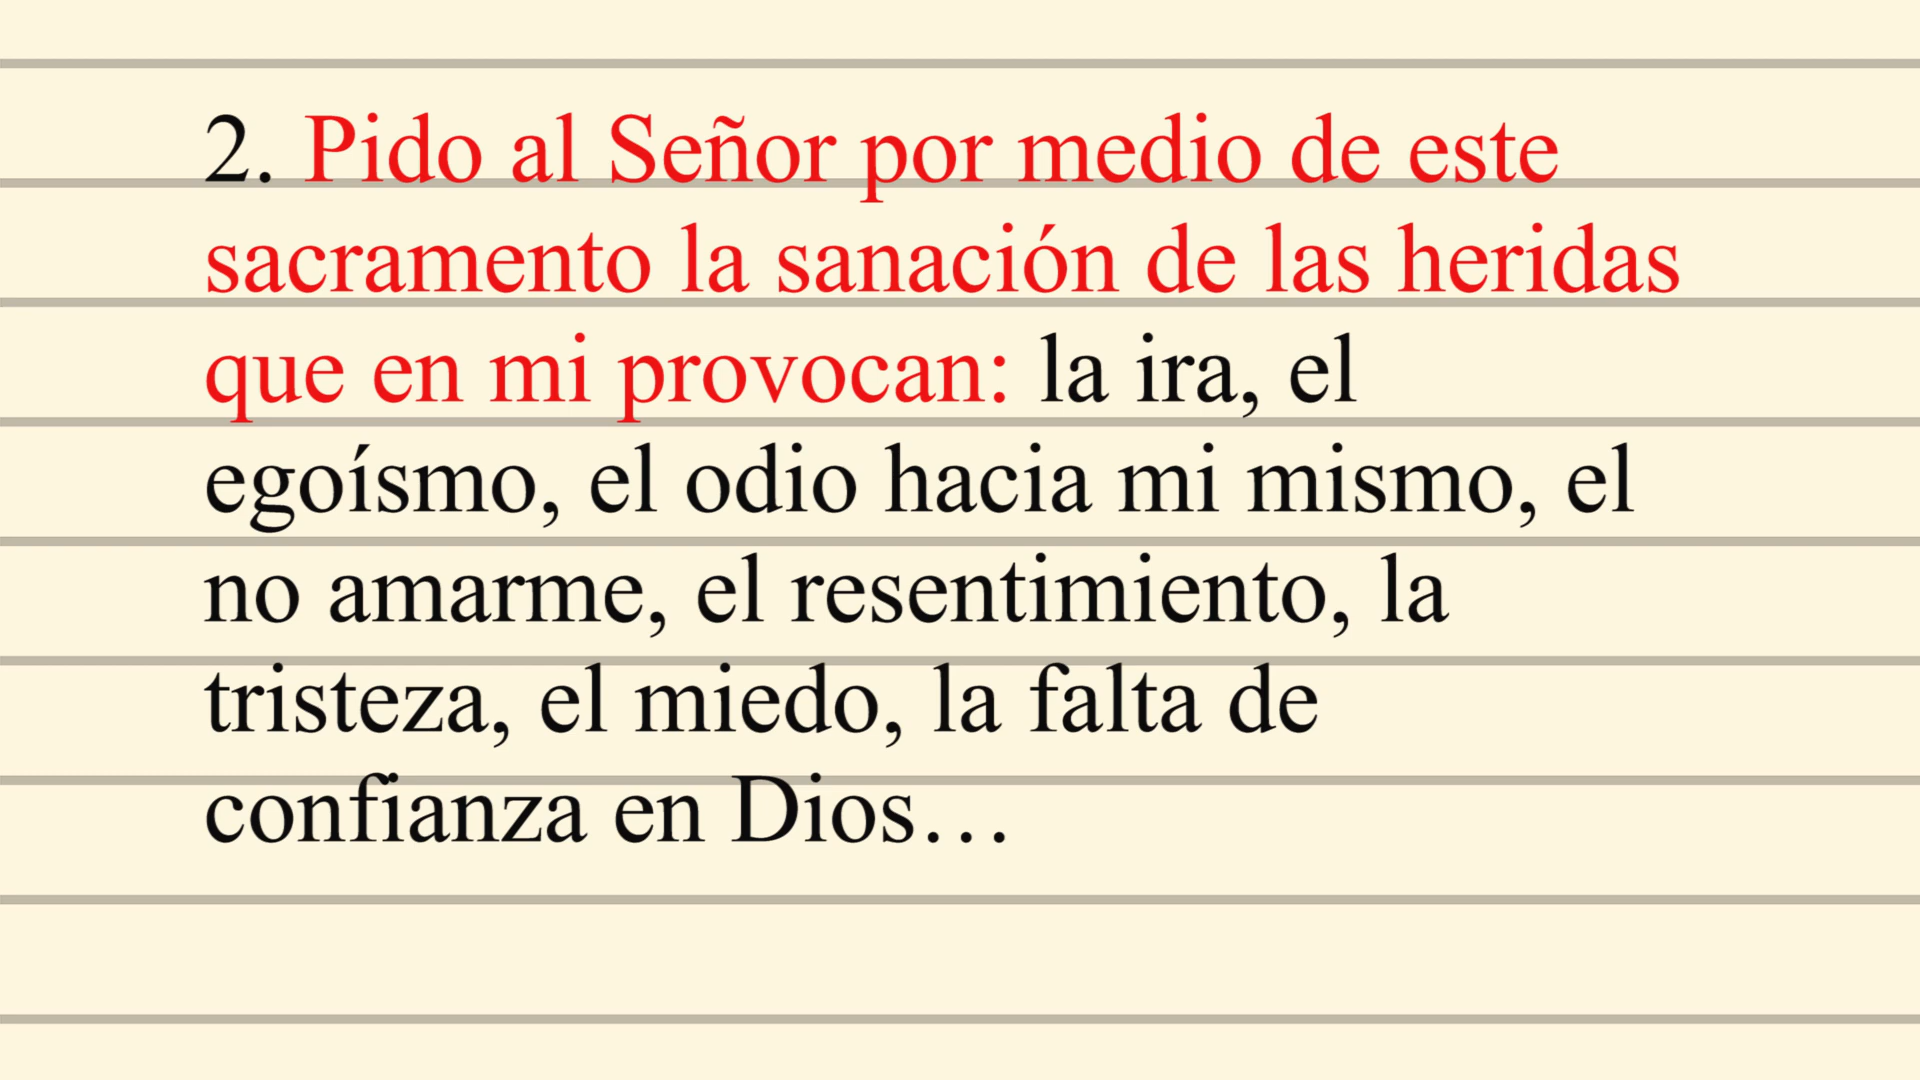 2. Pido al Señor por medio de este
sacramento la sanación de las heridas
que en mi provocan: la ira, el
egoísmo, el odio hacia mi mismo, el
no amarme, el resentimiento, la
tristeza, el miedo, la falta de
confianza en Dios…